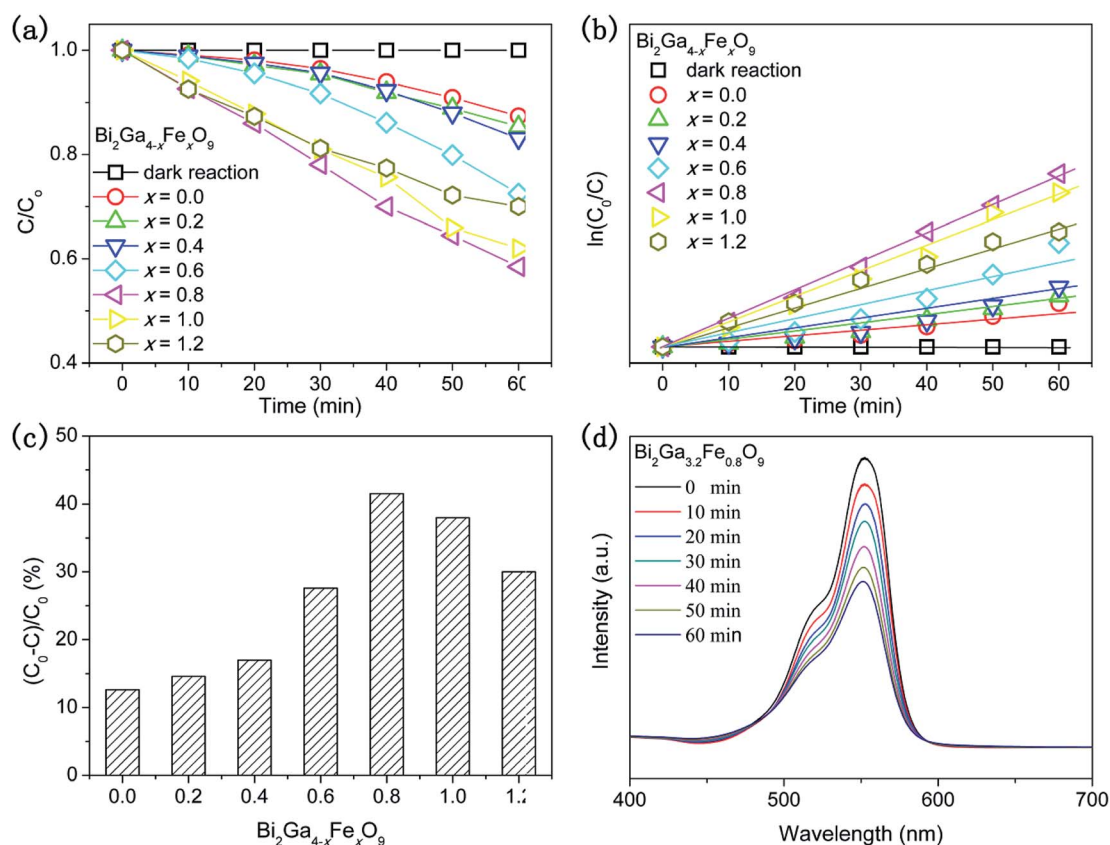 (a)
1.0
0.8
0.6
0.4
C/C₀
Bi₂Ga₄₋ₓFeₓO₉
dark reaction
x = 0.0
x = 0.2
x = 0.4
x = 0.6
x = 0.8
x = 1.0
x = 1.2
0 10 20 30 40 50 60
Time (min)
(b)
ln(C₀/C)
Bi₂Ga₄₋ₓFeₓO₉
dark reaction
x = 0.0
x = 0.2
x = 0.4
x = 0.6
x = 0.8
x = 1.0
x = 1.2
0 10 20 30 40 50 60
Time (min)
(c)
50
40
30
20
10
0
(C₀-C)/C₀ (%)
0.0 0.2 0.4 0.6 0.8 1.0 1.2
Bi₂Ga₄₋ₓFeₓO₉
(d)
Intensity (a.u.)
Bi₂Ga₃.₂Fe₀.₈O₉
0 min
10 min
20 min
30 min
40 min
50 min
60 min
400 500 600 700
Wavelength (nm)